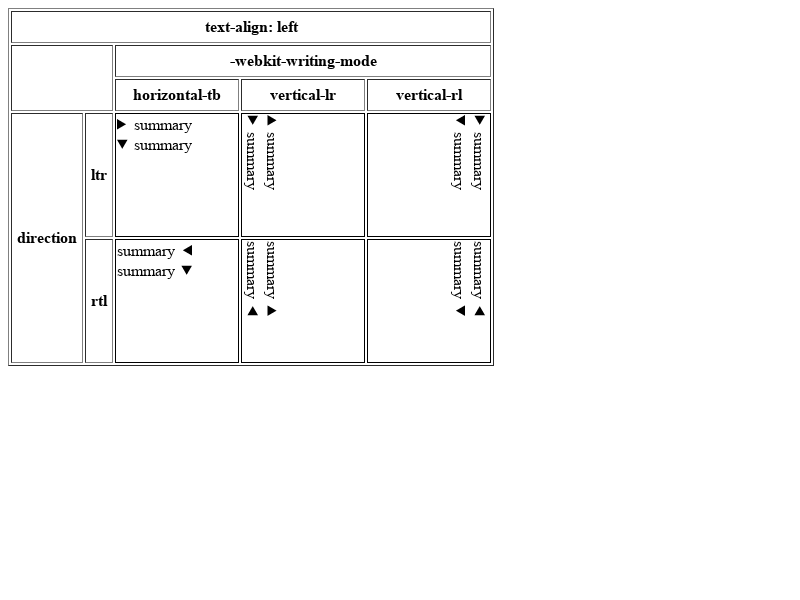 text-align: left
-webkit-writing-mode
horizontal-tb vertical-lr vertical-rl
direction
ltr
▶ summary
▼ summary
▼ summary
▶ summary
▼ summary
◀ summary
rtl
summary ◀
summary ▼
summary ▲
summary ▶
summary ▲
summary ◀